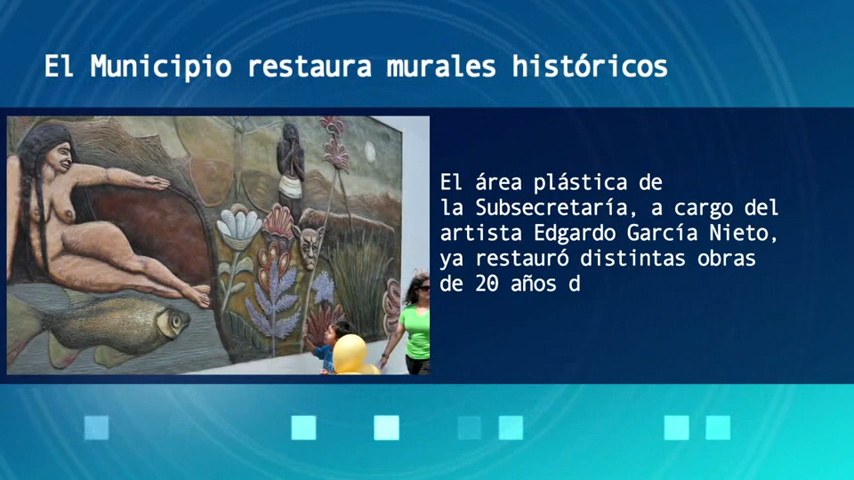 El Municipio restaura murales históricos
El área plástica de
la Subsecretaría, a cargo del
artista Edgardo García Nieto,
ya restauró distintas obras
de 20 años d